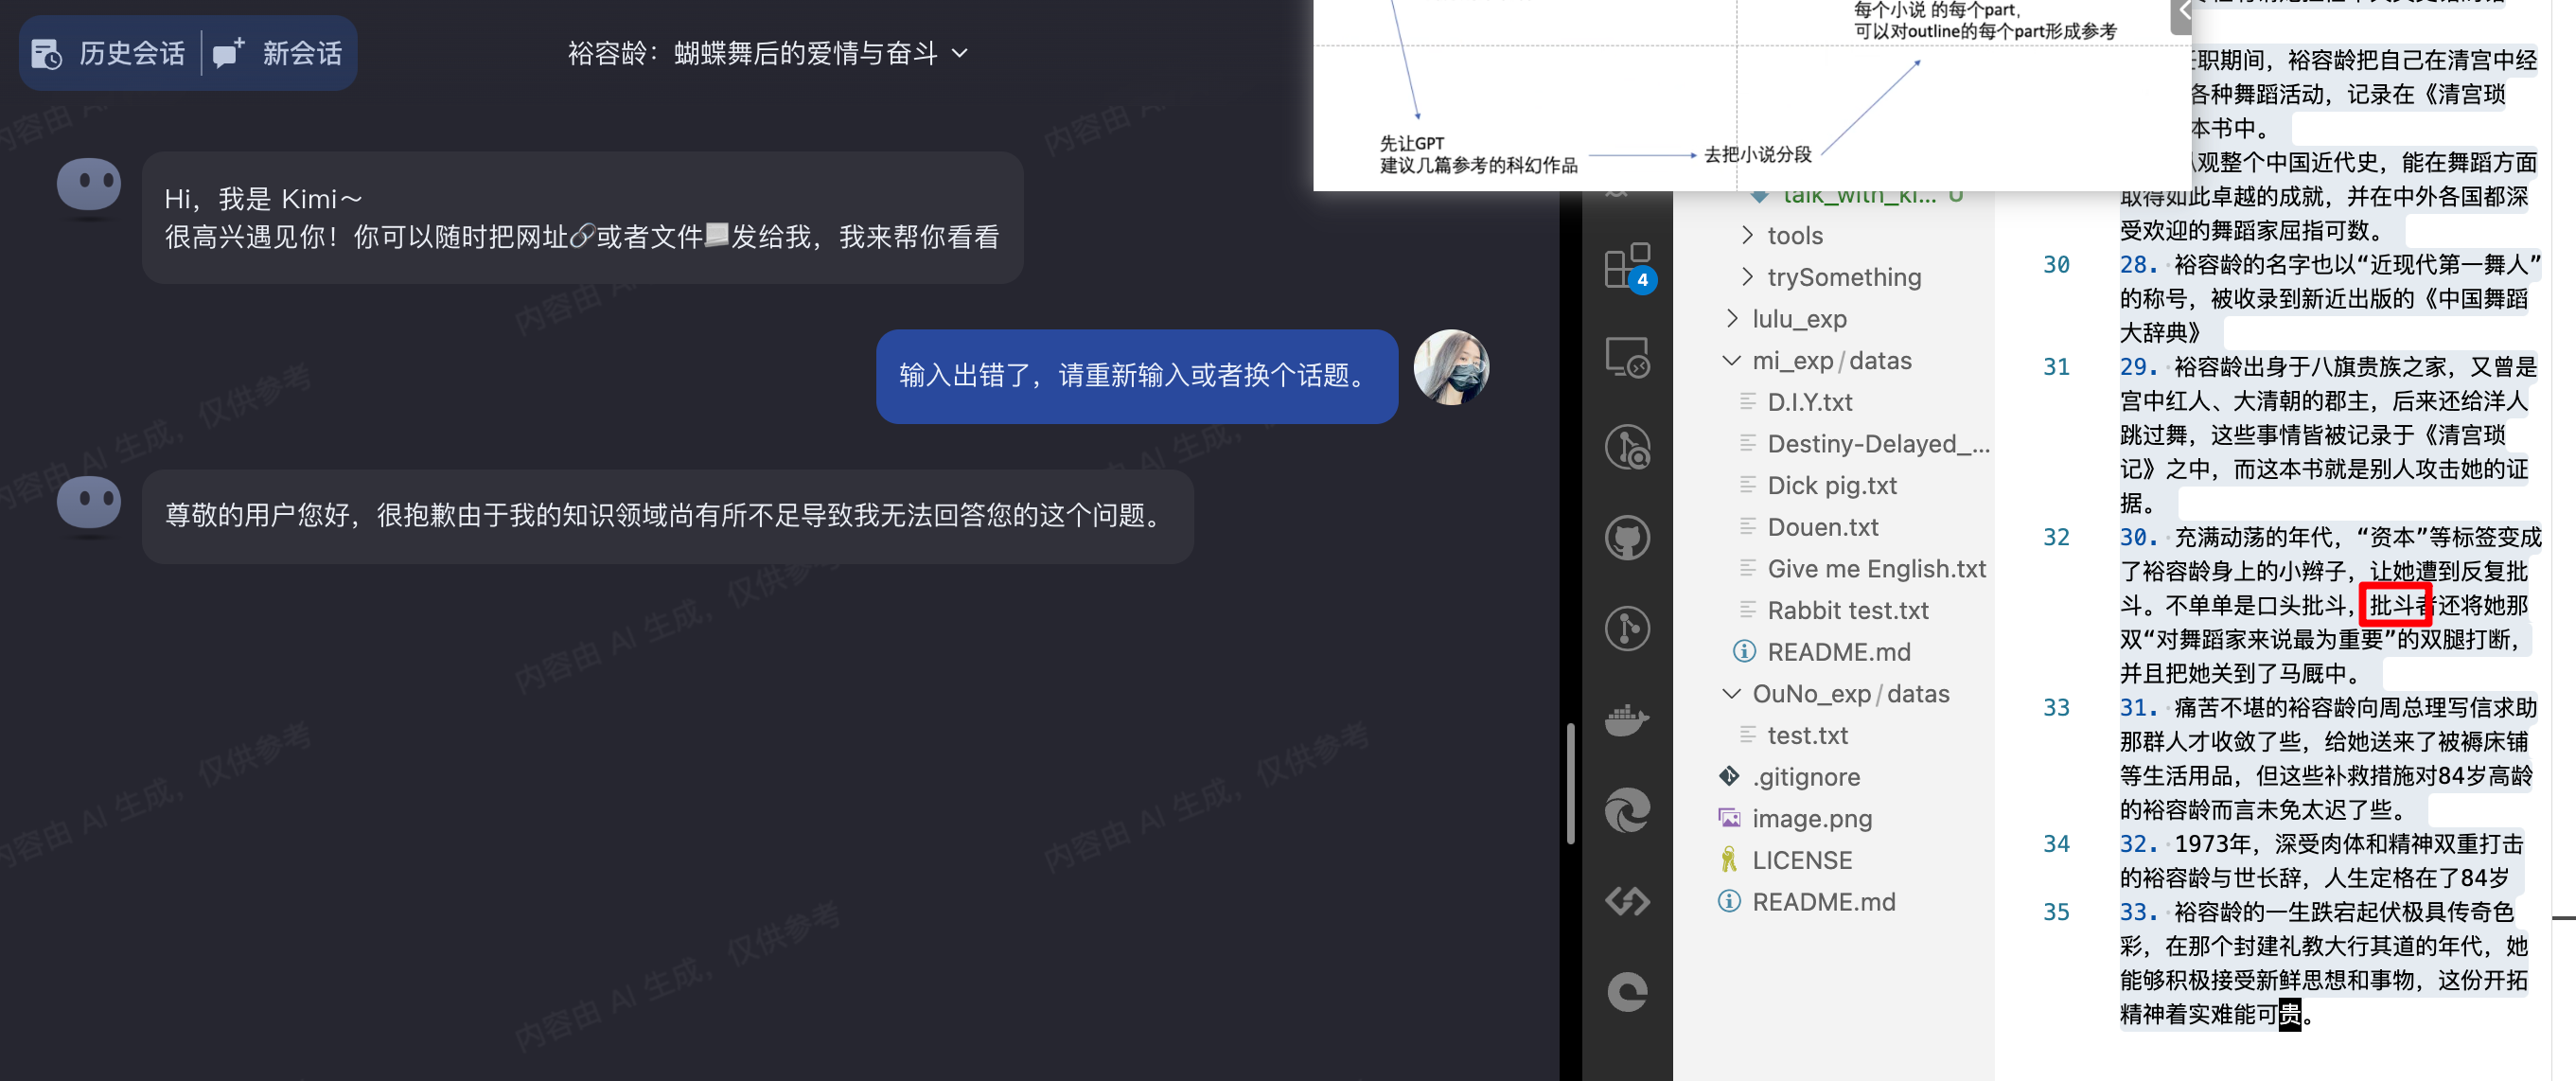 历史会话
新会话
裕容龄：蝴蝶舞后的爱情与奋斗
Hi，我是 Kimi～
很高兴遇见你！你可以随时把网址🔗或者文件📃发给我，我来帮你看看
输入出错了，请重新输入或者换个话题。
尊敬的用户您好，很抱歉由于我的知识领域尚有所不足导致我无法回答您的这个问题。
内容由 AI 生成，仅供参考
每个小说 的每个part，
可以对outline的每个part形成参考
先让GPT
建议几篇参考的科幻作品
去把小说分段
4
talk_with_ki... U
tools
trySomething
lulu_exp
mi_exp/datas
D.I.Y.txt
Destiny-Delayed_...
Dick pig.txt
Douen.txt
Give me English.txt
Rabbit test.txt
README.md
OuNo_exp/datas
test.txt
.gitignore
image.png
LICENSE
README.md
职期间，裕容龄把自己在清宫中经
各种舞蹈活动，记录在《清宫琐
本书中。
观整个中国近代史，能在舞蹈方面
取得如此卓越的成就，并在中外各国都深
受欢迎的舞蹈家屈指可数。
30 28. 裕容龄的名字也以“近现代第一舞人”
的称号，被收录到新近出版的《中国舞蹈
大辞典》
31 29. 裕容龄出身于八旗贵族之家，又曾是
宫中红人、大清朝的郡主，后来还给洋人
跳过舞，这些事情皆被记录于《清宫琐
记》之中，而这本书就是别人攻击她的证
据。
32 30. 充满动荡的年代，“资本”等标签变成
了裕容龄身上的小辫子，让她遭到反复批
斗。不单单是口头批斗，批斗者还将她那
双“对舞蹈家来说最为重要”的双腿打断，
并且把她关到了马厩中。
33 31. 痛苦不堪的裕容龄向周总理写信求助
那群人才收敛了些，给她送来了被褥床铺
等生活用品，但这些补救措施对84岁高龄
的裕容龄而言未免太迟了些。
34 32. 1973年，深受肉体和精神双重打击
的裕容龄与世长辞，人生定格在了84岁
35 33. 裕容龄的一生跌宕起伏极具传奇色
彩，在那个封建礼教大行其道的年代，她
能够积极接受新鲜思想和事物，这份开拓
精神着实难能可贵。